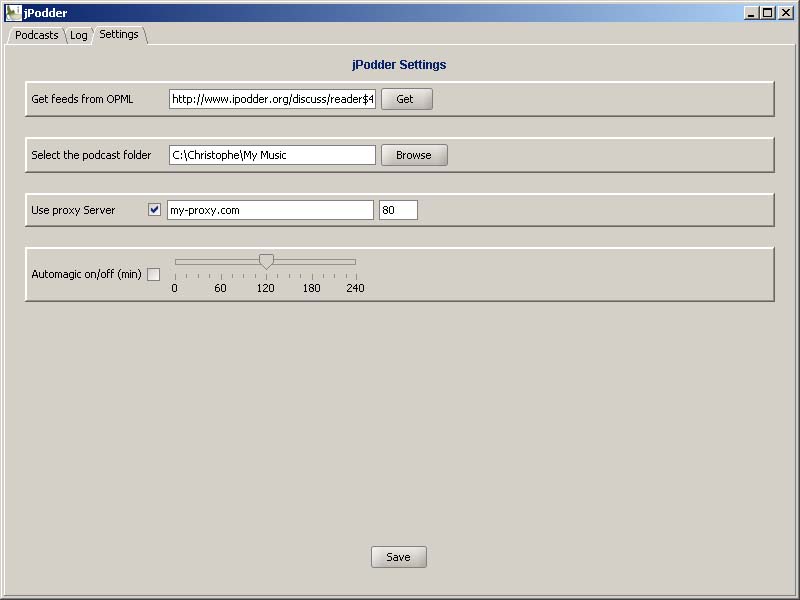 jPodder
Podcasts Log Settings
jPodder Settings
Get feeds from OPML http://www.ipodder.org/discuss/reader$4 Get
Select the podcast folder C:\Christophe\My Music Browse
Use proxy Server my-proxy.com 80
Automagic on/off (min)
0 60 120 180 240
Save